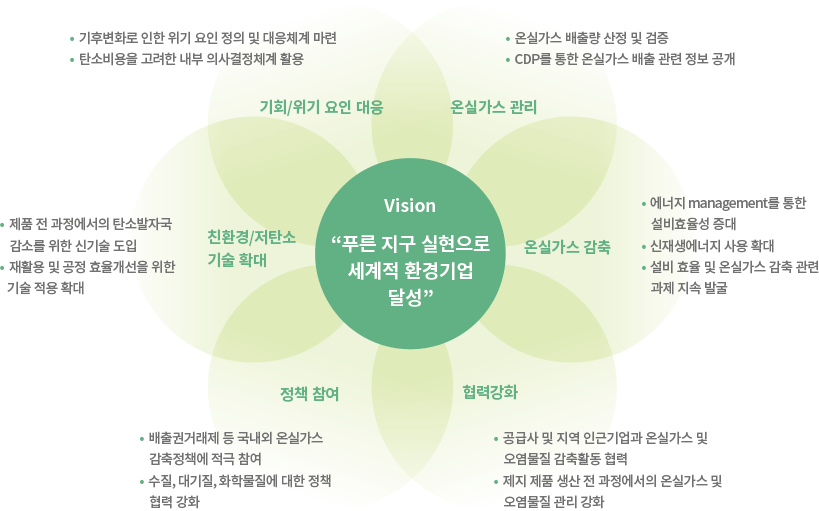 • 기후변화로 인한 위기 요인 정의 및 대응체계 마련
• 탄소비용을 고려한 내부 의사결정체계 활용
기회/위기 요인 대응
• 온실가스 배출량 산정 및 검증
• CDP를 통한 온실가스 배출 관련 정보 공개
온실가스 관리
• 제품 전 과정에서의 탄소발자국
감소를 위한 신기술 도입
• 재활용 및 공정 효율개선을 위한
기술 적용 확대
친환경/저탄소
기술 확대
Vision
“푸른 지구 실현으로
세계적 환경기업
달성”
온실가스 감축
• 에너지 management를 통한
설비효율성 증대
• 신재생에너지 사용 확대
• 설비 효율 및 온실가스 감축 관련
과제 지속 발굴
정책 참여
• 배출권거래제 등 국내외 온실가스
감축정책에 적극 참여
• 수질, 대기질, 화학물질에 대한 정책
협력 강화
협력강화
• 공급사 및 지역 인근기업과 온실가스 및
오염물질 감축활동 협력
• 제지 제품 생산 전 과정에서의 온실가스 및
오염물질 관리 강화